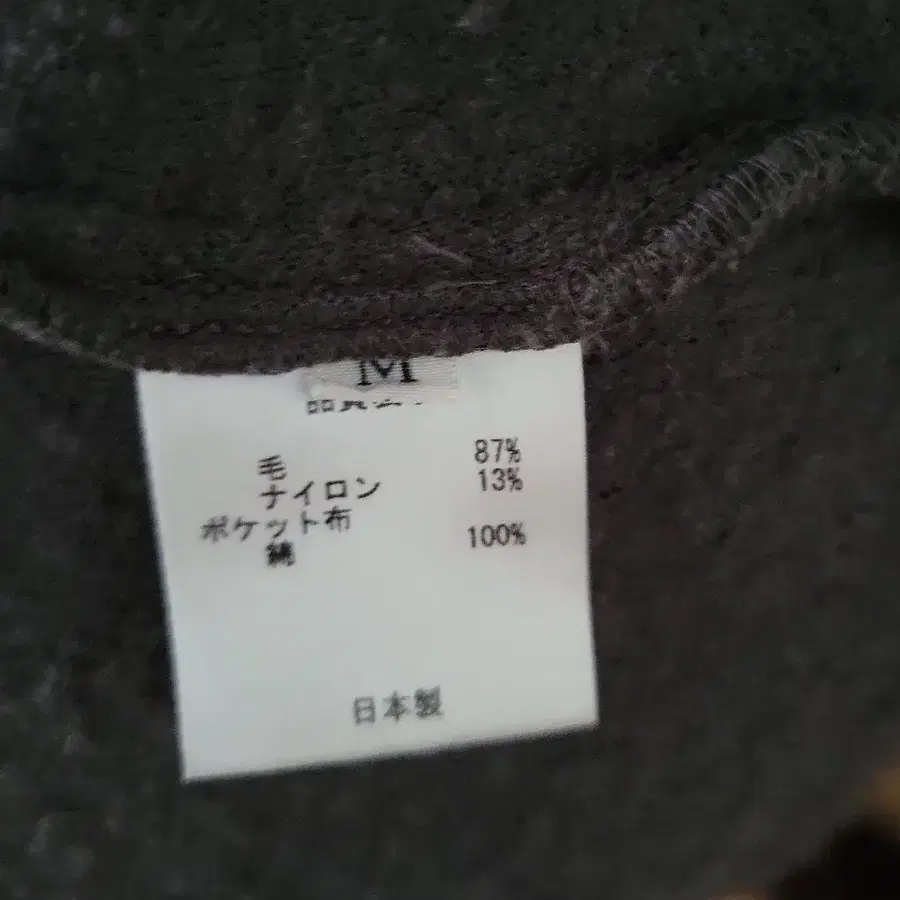 M
毛 87%
ナイロン 13%
ポケット布
綿 100%
日本製